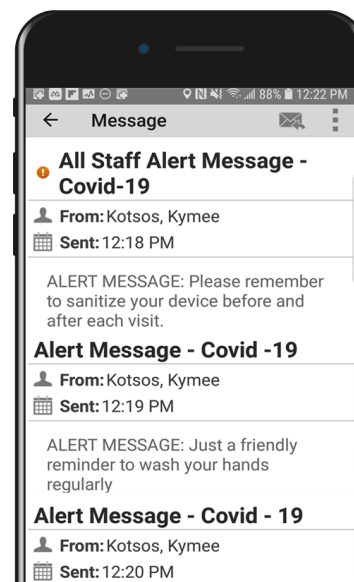 88% 12:22 PM
Message
All Staff Alert Message -
Covid-19
From: Kotsos, Kymee
Sent: 12:18 PM
ALERT MESSAGE: Please remember
to sanitize your device before and
after each visit.
Alert Message - Covid -19
From: Kotsos, Kymee
Sent: 12:19 PM
ALERT MESSAGE: Just a friendly
reminder to wash your hands
regularly
Alert Message - Covid - 19
From: Kotsos, Kymee
Sent: 12:20 PM